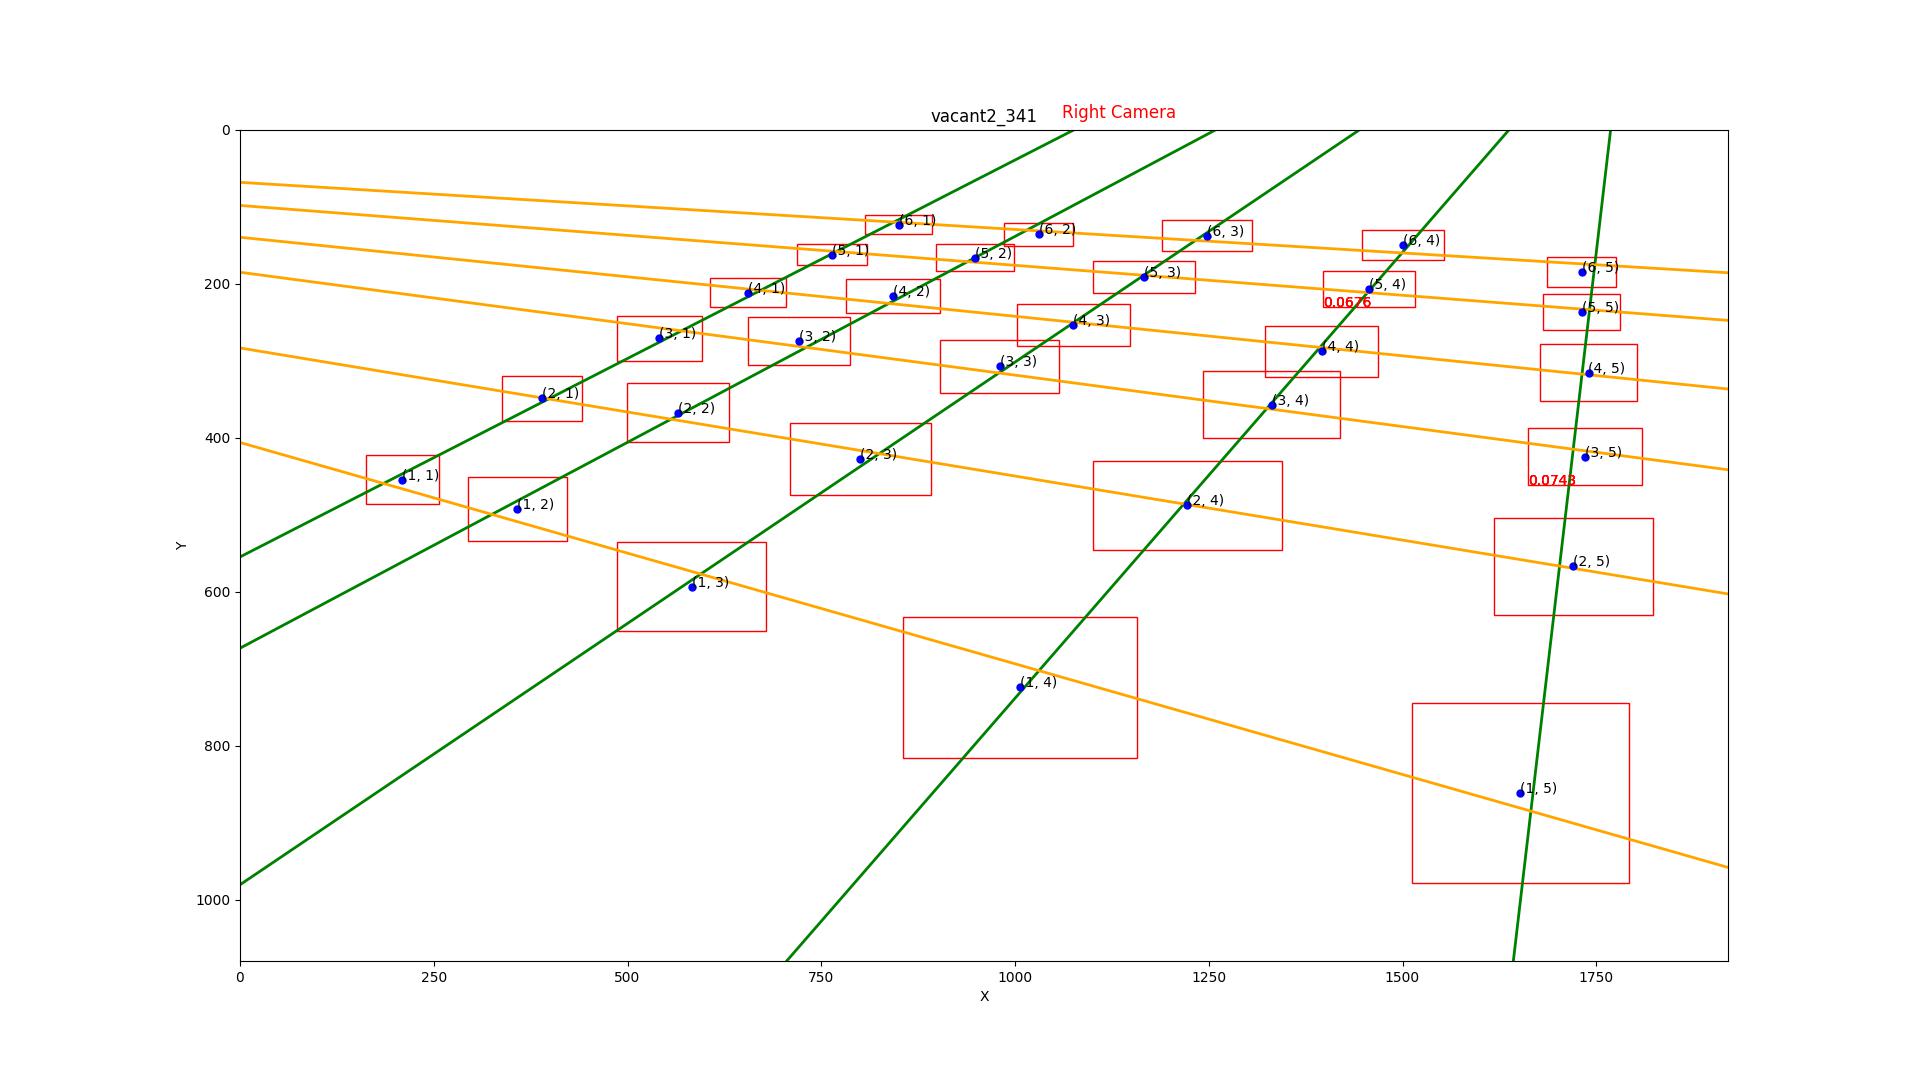 vacant2_341 Right Camera
0
(6, 1) (6, 2) (6, 3) (6, 4) (6, 5)
(5, 1) (5, 2) (5, 3) (5, 4) (5, 5)
200
0.0676
(4, 1) (4, 2) (4, 3) (4, 4) (4, 5)
(3, 1) (3, 2) (3, 3) (3, 4) (3, 5)
0.0743
400
(2, 1) (2, 2) (2, 3) (2, 4) (2, 5)
(1, 1) (1, 2) (1, 3) (1, 4) (1, 5)
Y
600
800
1000
0 250 500 750 1000 1250 1500 1750
X